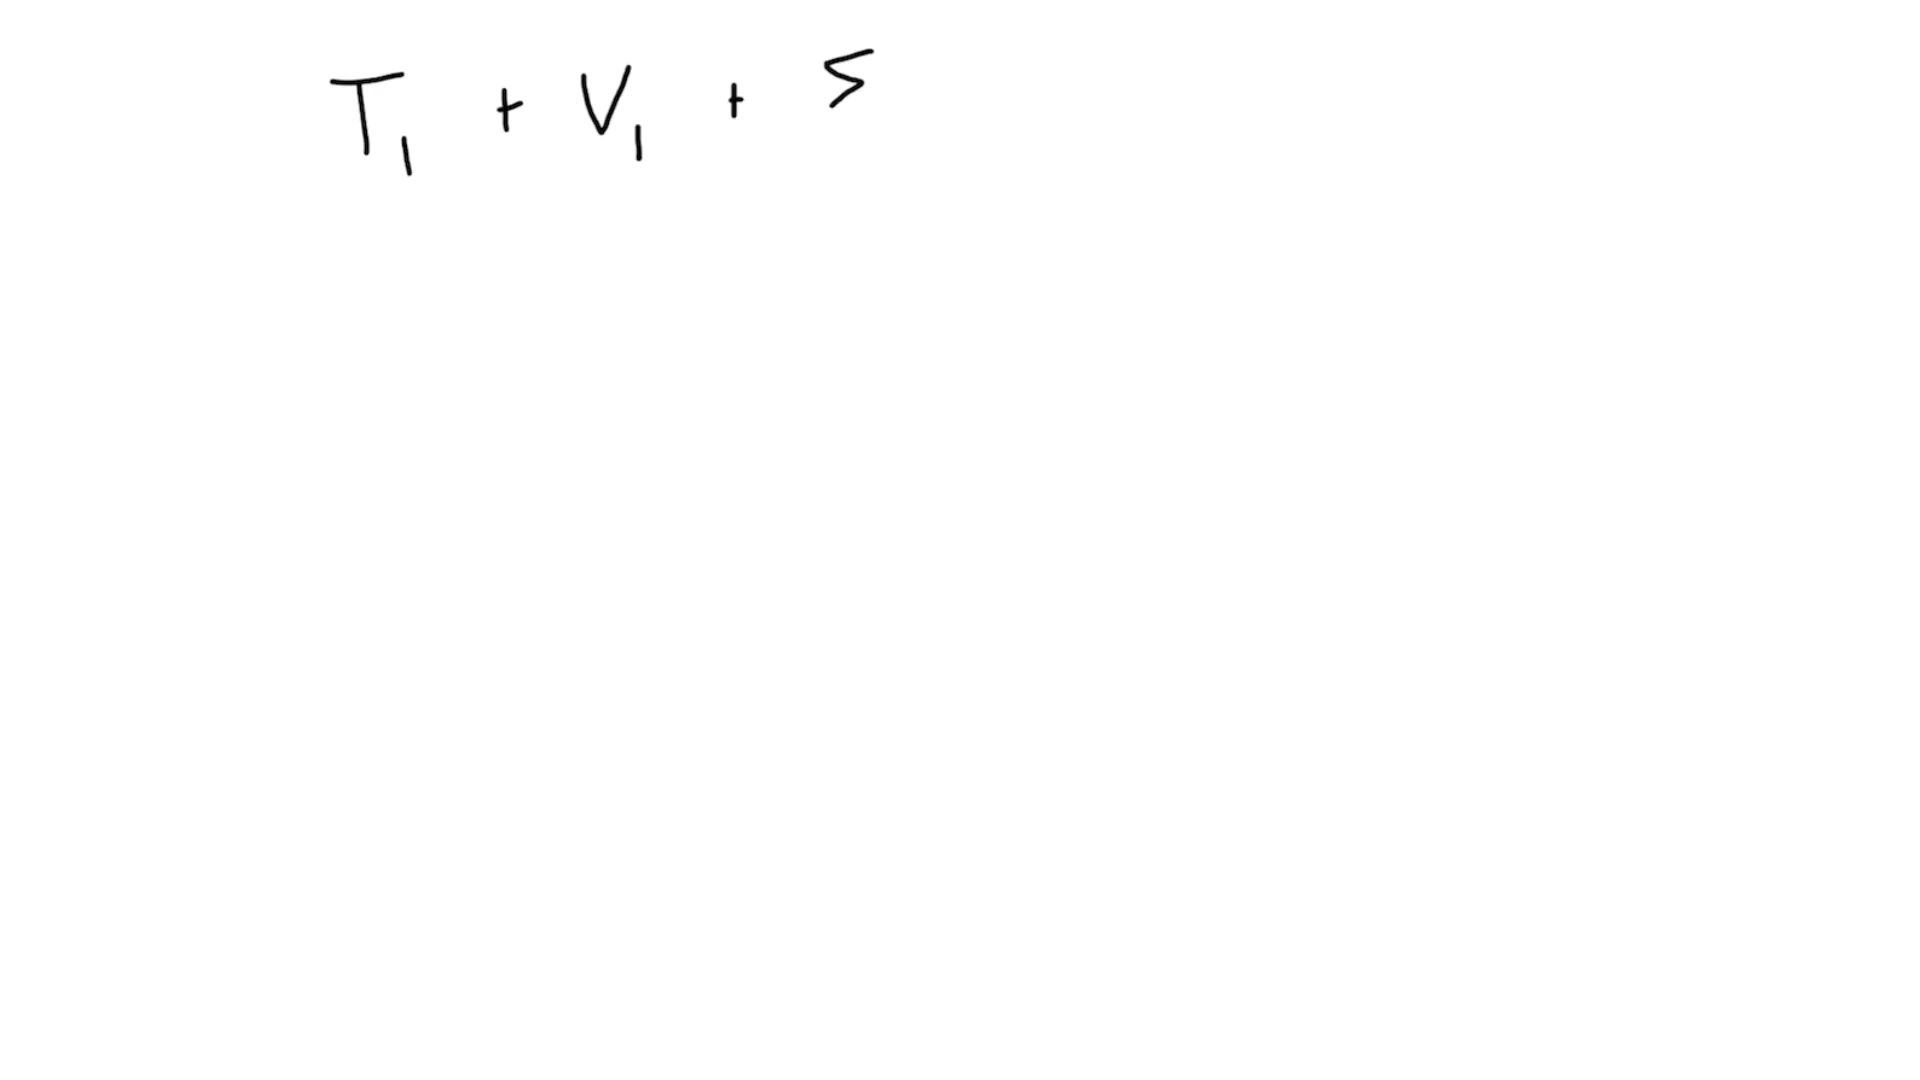 T₁ + V₁ + S